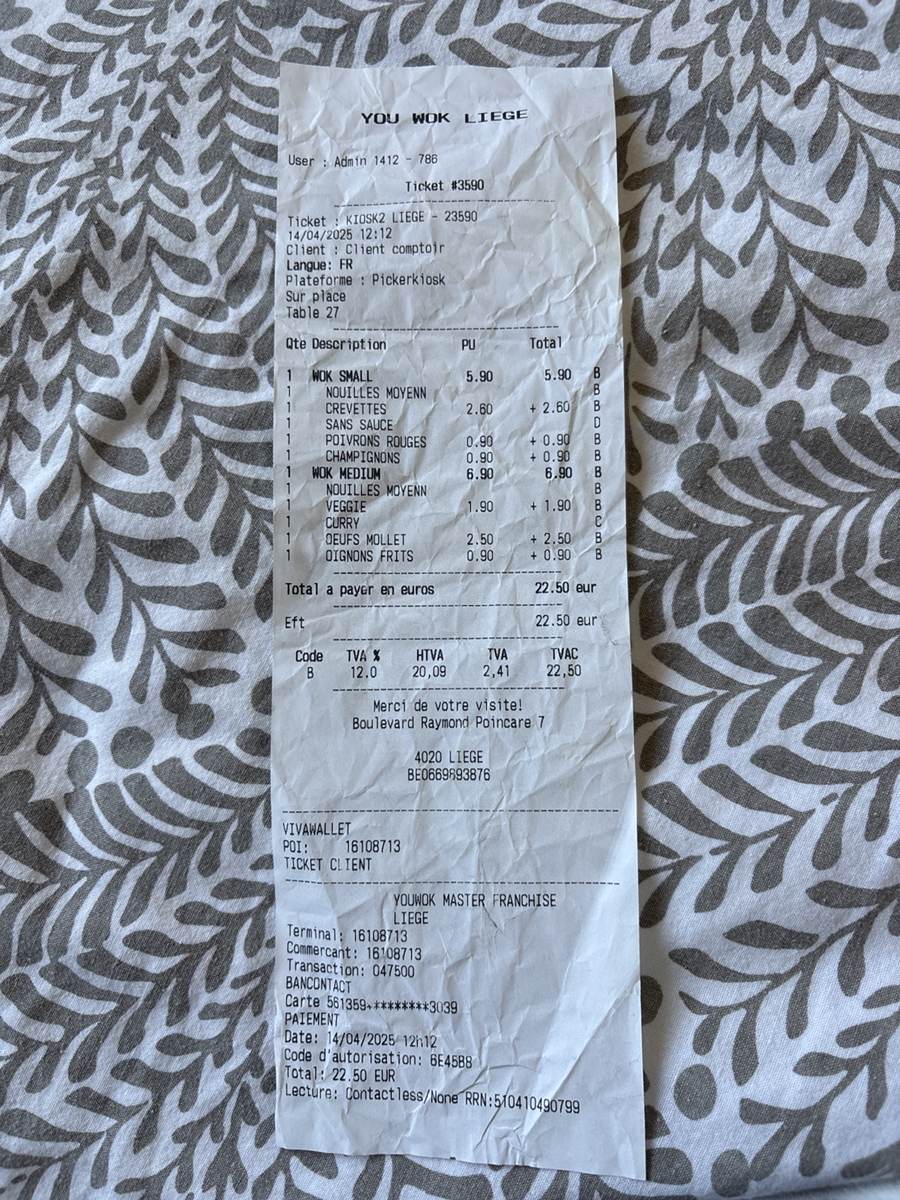 YOU WOK LIEGE
User : Admin 1412 - 786
Ticket #3590
Ticket : KIOSK2 LIEGE - 23590
14/04/2025 12:12
Client : Client comptoir
Langue: FR
Plateforme : Pickerkiosk
Sur place
Table 27
Qte Description PU Total
1 WOK SMALL 5.90 5.90 B
1 NOUILLES MOYENN B
1 CREVETTES 2.60 + 2.60 B
1 SANS SAUCE D
1 POIVRONS ROUGES 0.90 + 0.90 B
1 CHAMPIGNONS 0.90 + 0.90 B
1 WOK MEDIUM 6.90 6.90 B
1 NOUILLES MOYENN B
1 VEGGIE 1.90 + 1.90 B
1 CURRY C
1 OEUFS MOLLET 2.50 + 2.50 B
1 OIGNONS FRITS 0.90 + 0.90 B
Total a payer en euros 22.50 eur
Eft 22.50 eur
Code TVA % HTVA TVA TVAC
B 12.0 20,09 2,41 22,50
Merci de votre visite!
Boulevard Raymond Poincare 7
4020 LIEGE
BE0669893876
VIVAWALLET
POI: 16108713
TICKET CLIENT
YOUWOK MASTER FRANCHISE
LIEGE
Terminal: 16108713
Commercant: 16108713
Transaction: 047500
BANCONTACT
Carte 561359********3039
PAIEMENT
Date: 14/04/2025 12h12
Code d'autorisation: 6E45B8
Total: 22.50 EUR
Lecture: Contactless/None RRN:510410490799